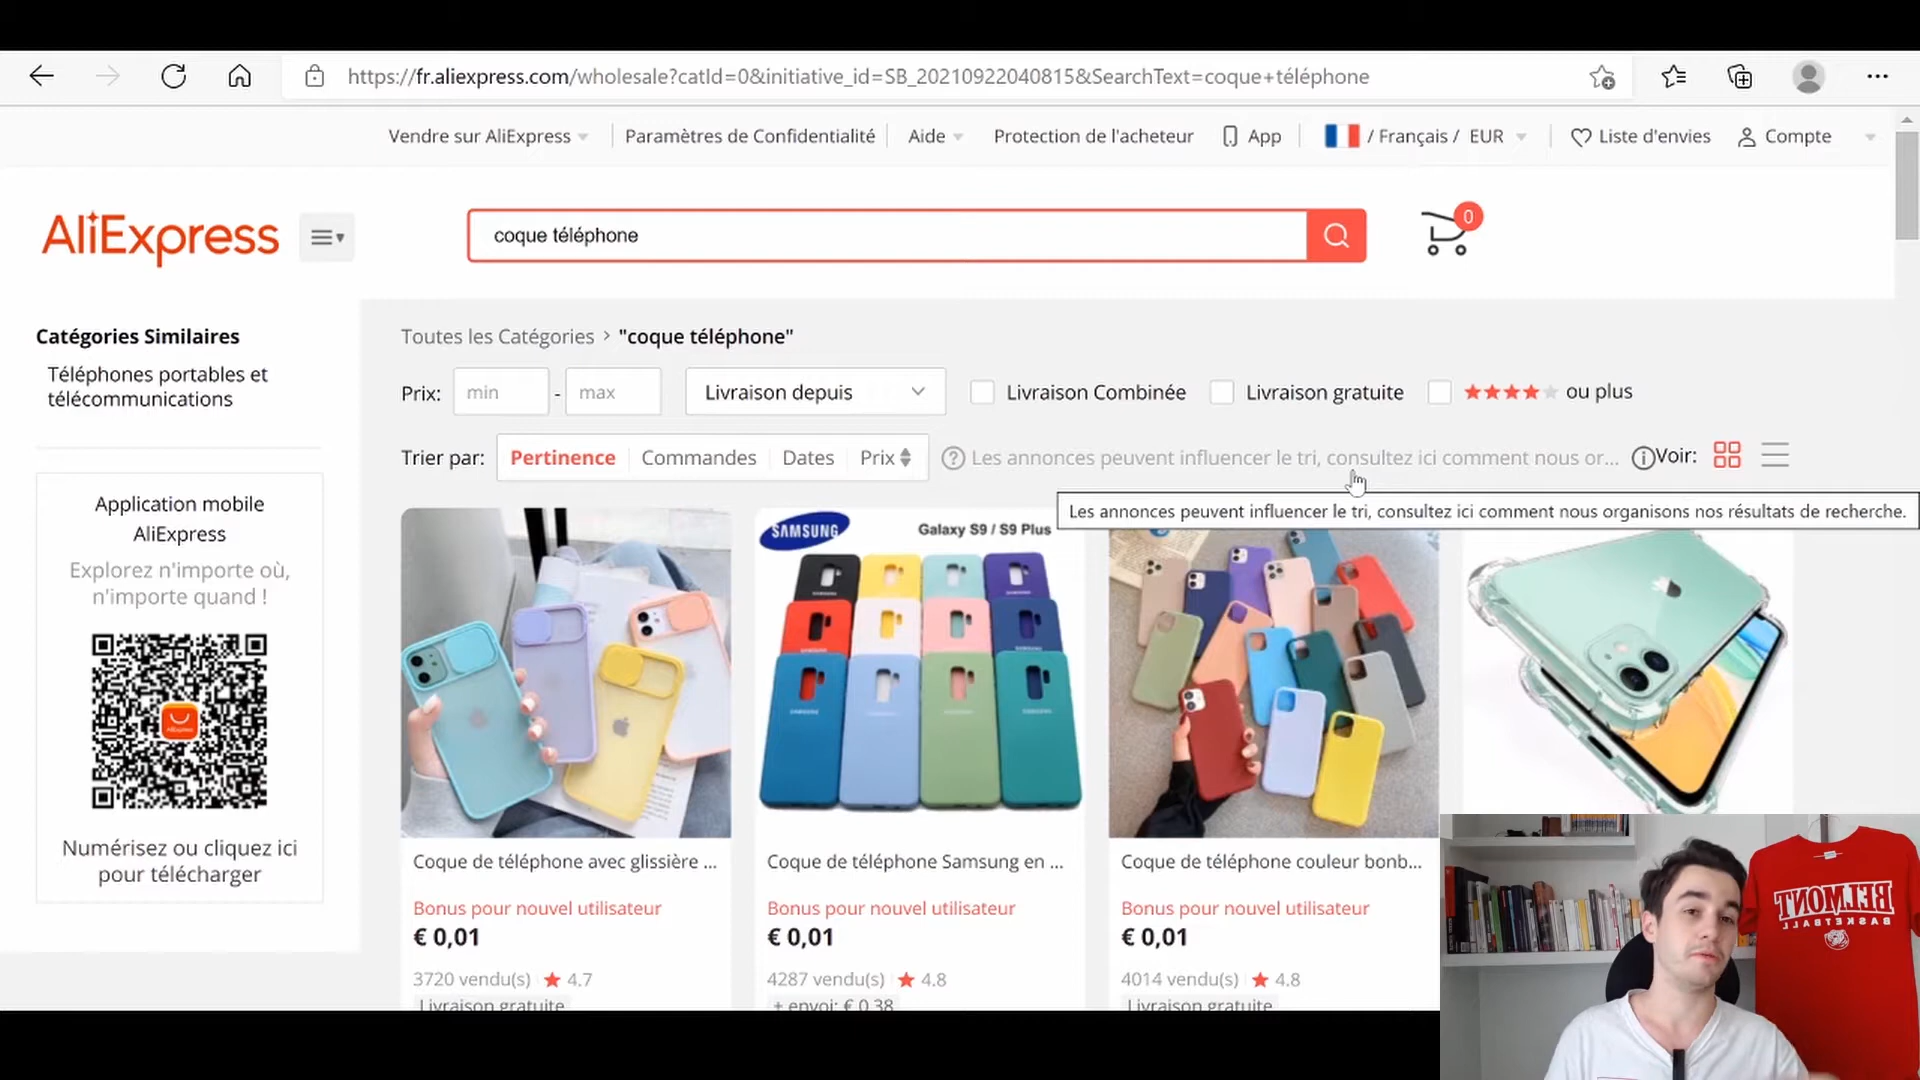 https://fr.aliexpress.com/wholesale?catId=0&initiative_id=SB_20210922040815&SearchText=coque+téléphone
Vendre sur AliExpress
Paramètres de Confidentialité
Aide
Protection de l'acheteur
App
/ Français / EUR
Liste d'envies
Compte
AliExpress
coque téléphone
0
Catégories Similaires
Téléphones portables et
télécommunications
Application mobile
AliExpress
Explorez n'importe où,
n'importe quand !
Numérisez ou cliquez ici
pour télécharger
Toutes les Catégories > "coque téléphone"
Prix: min - max
Livraison depuis
Livraison Combinée
Livraison gratuite
ou plus
Trier par: Pertinence Commandes Dates Prix
Les annonces peuvent influencer le tri, consultez ici comment nous or...
Voir:
Les annonces peuvent influencer le tri, consultez ici comment nous organisons nos résultats de recherche.
SAMSUNG
Galaxy S9 / S9 Plus
Coque de téléphone avec glissière ...
Bonus pour nouvel utilisateur
€ 0,01
3720 vendu(s) ★ 4.7
Livraison gratuite
Coque de téléphone Samsung en ...
Bonus pour nouvel utilisateur
€ 0,01
4287 vendu(s) ★ 4.8
+ envoi: € 0,38
Coque de téléphone couleur bonb...
Bonus pour nouvel utilisateur
€ 0,01
4014 vendu(s) ★ 4.8
Livraison gratuite
BELMONT
BASKETBALL